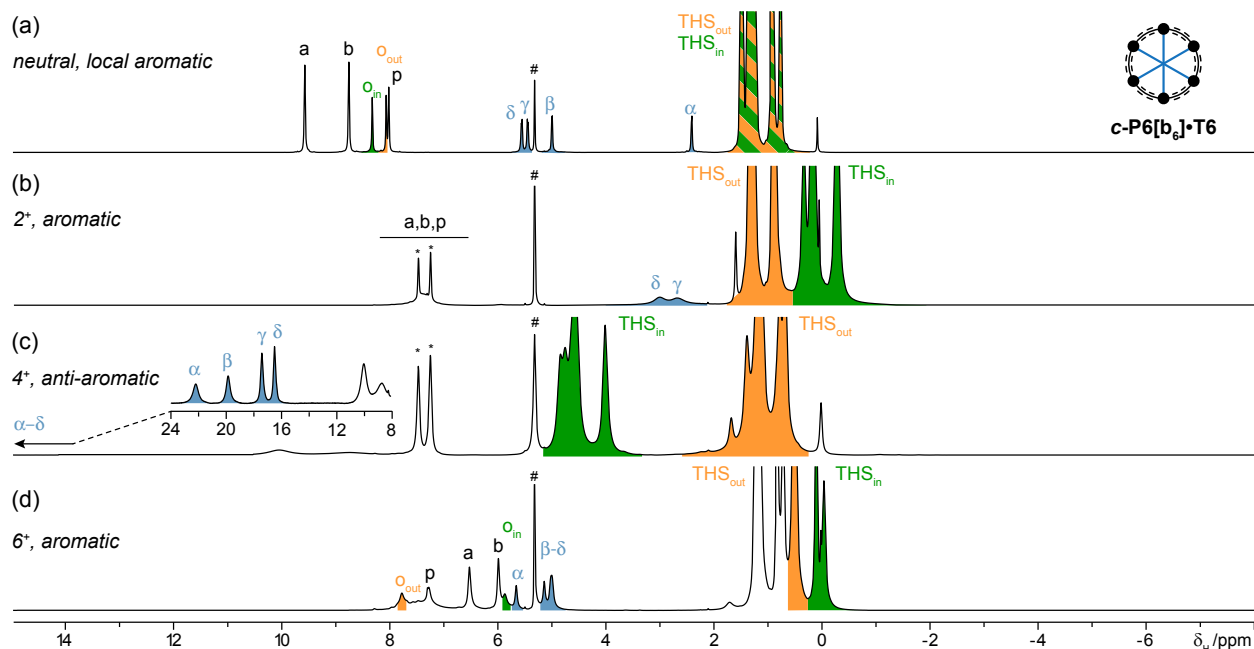 (a)
neutral, local aromatic
a
b
o_in
o_out
p
δ
γ
#
β
α
THS_out
THS_in
c-P6[b_6]•T6
(b)
2⁺, aromatic
a,b,p
*
*
#
δ
γ
THS_out
THS_in
(c)
4⁺, anti-aromatic
α
β
γ
δ
24
20
16
12
8
α–δ
*
*
#
THS_in
THS_out
(d)
6⁺, aromatic
o_out
p
a
b
o_in
α
#
β-δ
THS_out
THS_in
14
12
10
8
6
4
2
0
-2
-4
-6
δ_H /ppm